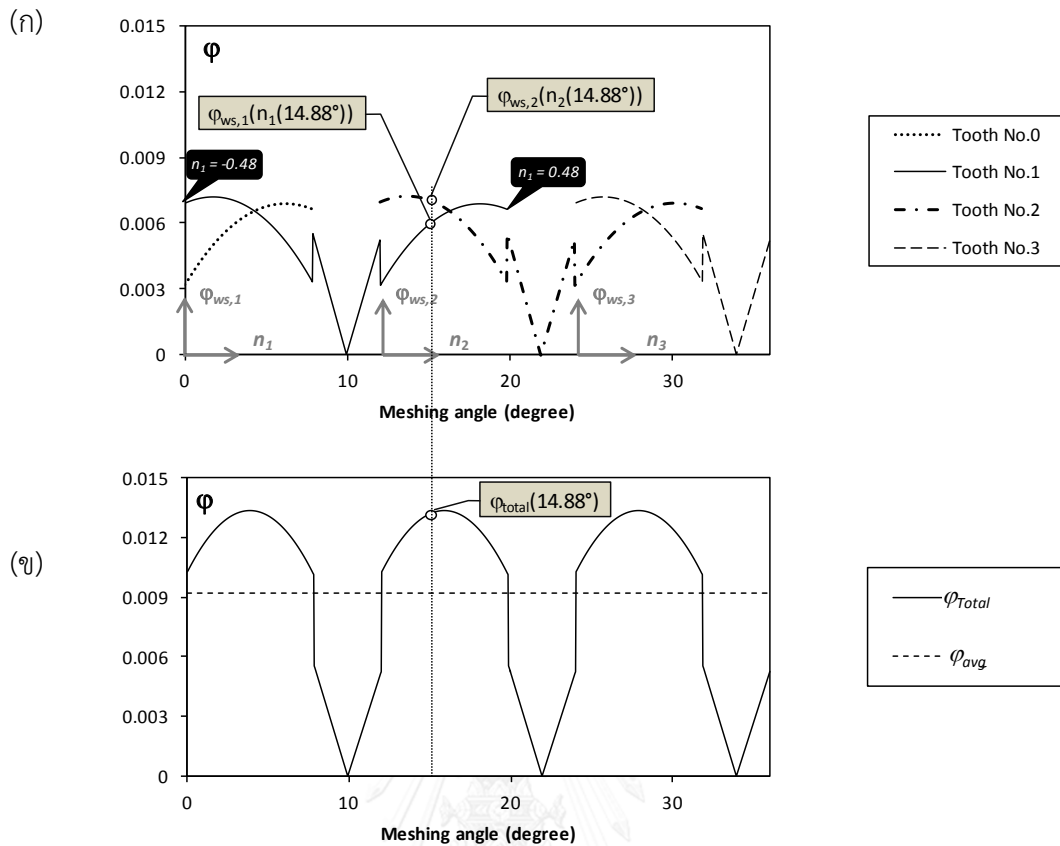 (ก)
0.015
0.012
0.009
0.006
0.003
0
φ
φws,1(n1(14.88°))
φws,2(n2(14.88°))
n1 = -0.48
n1 = 0.48
φws,1
φws,2
φws,3
n1
n2
n3
0
10
20
30
Meshing angle (degree)
Tooth No.0
Tooth No.1
Tooth No.2
Tooth No.3
(ข)
0.015
0.012
0.009
0.006
0.003
0
φ
φtotal(14.88°)
0
10
20
30
Meshing angle (degree)
φTotal
φavg